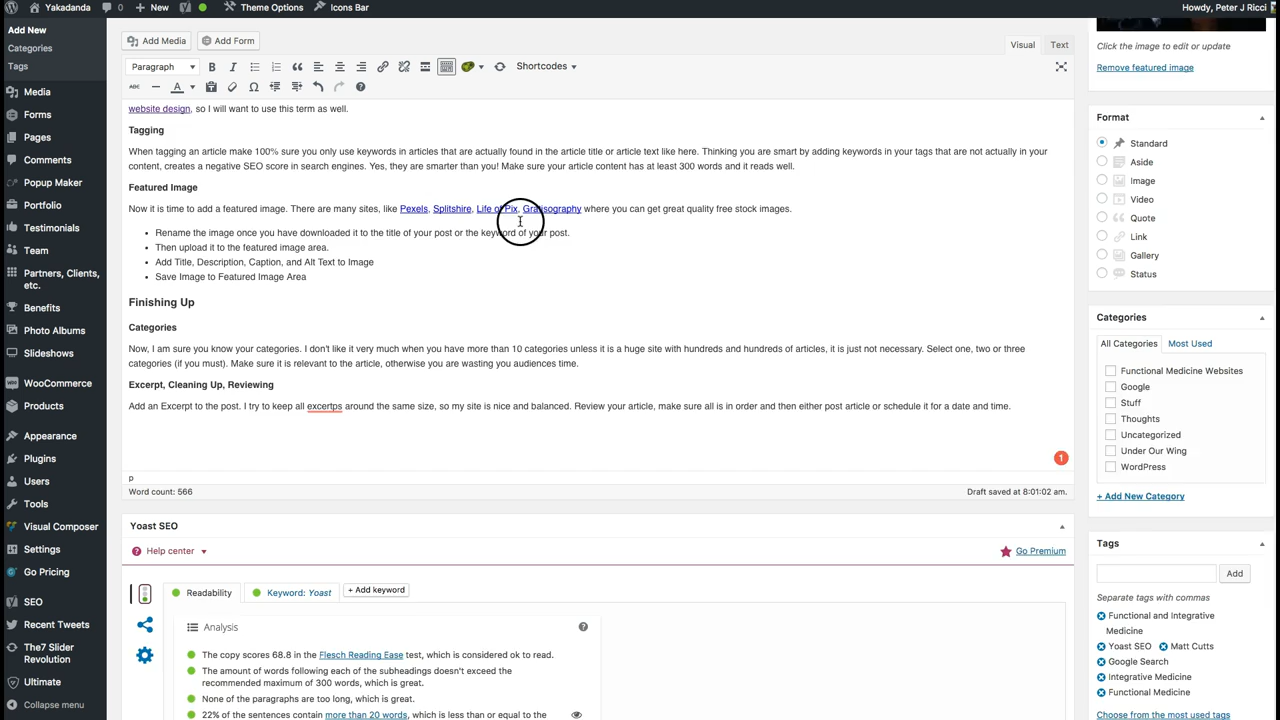 Yakadanda 0 New Theme Options Icons Bar Howdy, Peter J Ricci
Add New
Categories
Tags
Media
Forms
Pages
Comments
Popup Maker
Portfolio
Testimonials
Team
Partners, Clients,
etc.
Benefits
Photo Albums
Slideshows
WooCommerce
Products
Appearance
Plugins
Users
Tools
Visual Composer
Settings
Go Pricing
SEO
Recent Tweets
The7 Slider
Revolution
Ultimate
Collapse menu
Add Media Add Form Visual Text
Paragraph Shortcodes
website design, so I will want to use this term as well.
Tagging
When tagging an article make 100% sure you only use keywords in articles that are actually found in the article title or article text like here. Thinking you are smart by adding keywords in your tags that are not actually in your
content, creates a negative SEO score in search engines. Yes, they are smarter than you! Make sure your article content has at least 300 words and it reads well.
Featured Image
Now it is time to add a featured image. There are many sites, like Pexels, Splitshire, Life of Pix, Gratisography where you can get great quality free stock images.
• Rename the image once you have downloaded it to the title of your post or the keyword of your post.
• Then upload it to the featured image area.
• Add Title, Description, Caption, and Alt Text to Image
• Save Image to Featured Image Area
Finishing Up
Categories
Now, I am sure you know your categories. I don't like it very much when you have more than 10 categories unless it is a huge site with hundreds and hundreds of articles, it is just not necessary. Select one, two or three
categories (if you must). Make sure it is relevant to the article, otherwise you are wasting you audiences time.
Excerpt, Cleaning Up, Reviewing
Add an Excerpt to the post. I try to keep all excertps around the same size, so my site is nice and balanced. Review your article, make sure all is in order and then either post article or schedule it for a date and time.
1
p
Word count: 566 Draft saved at 8:01:02 am.
Yoast SEO
Help center Go Premium
Readability Keyword: Yoast + Add keyword
Analysis
The copy scores 68.8 in the Flesch Reading Ease test, which is considered ok to read.
The amount of words following each of the subheadings doesn't exceed the
recommended maximum of 300 words, which is great.
None of the paragraphs are too long, which is great.
22% of the sentences contain more than 20 words, which is less than or equal to the
Click the image to edit or update
Remove featured image
Format
Standard
Aside
Image
Video
Quote
Link
Gallery
Status
Categories
All Categories Most Used
Functional Medicine Websites
Google
Stuff
Thoughts
Uncategorized
Under Our Wing
WordPress
+ Add New Category
Tags
Add
Separate tags with commas
Functional and Integrative
Medicine
Yoast SEO Matt Cutts
Google Search
Integrative Medicine
Functional Medicine
Choose from the most used tags